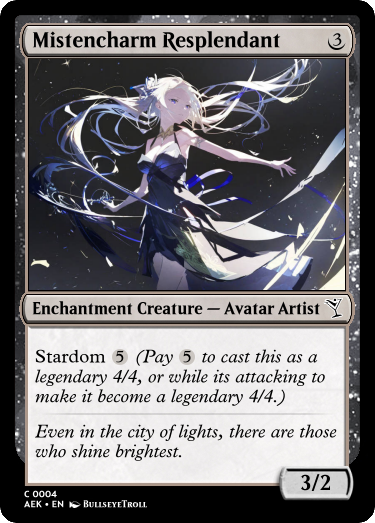 Mistencharm Resplendant 3
Enchantment Creature — Avatar Artist
Stardom 5 (Pay 5 to cast this as a
legendary 4/4, or while its attacking to
make it become a legendary 4/4.)
Even in the city of lights, there are those
who shine brightest.
3/2
C 0004
AEK • EN BullseyeTroll